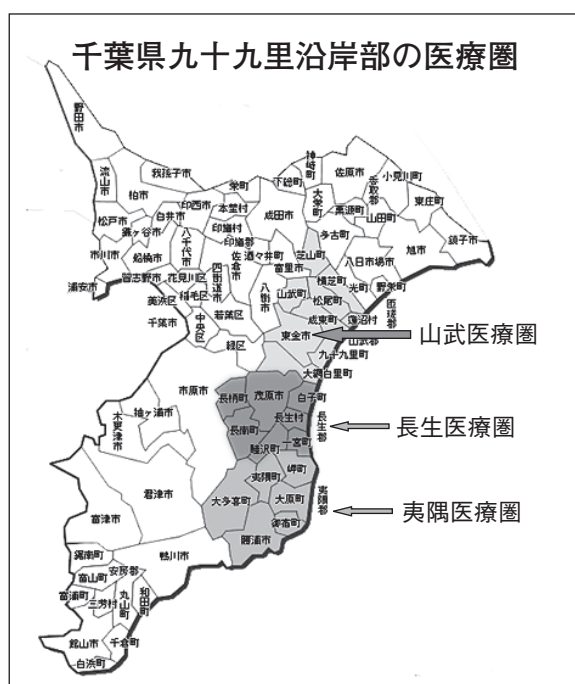 千葉県九十九里沿岸部の医療圏
野田市
流山市
我孫子市
柏市
松戸市
鎌ヶ谷市
白井市
印西市
本埜村
栄町
下総町
神崎町
大栄町
佐原市
香取郡
小見川町
東庄町
栗源町
山田町
銚子市
成田市
多古町
旭市
八日市場市
市川市
船橋市
八千代市
印旛村
印旛郡
佐倉市
酒々井町
富里市
芝山町
横芝町
光町
野栄町
匝瑳郡
浦安市
習志野市
花見川区
四街道市
八街市
山武町
松尾町
美浜区
稲毛区
若葉区
成東町
蓮沼村
千葉市
中央区
緑区
東金市
山武郡
九十九里町
大網白里町
山武医療圏
市原市
長柄町
茂原市
白子町
長生村
長生郡
長南町
一宮町
睦沢町
長生医療圏
袖ヶ浦市
木更津市
君津市
富津市
夷隅町
岬町
大多喜町
大原町
夷隅郡
御宿町
勝浦市
夷隅医療圏
鋸南町
鴨川市
富山町
安房郡
富浦町
三芳村
丸山町
和田町
館山市
千倉町
白浜町